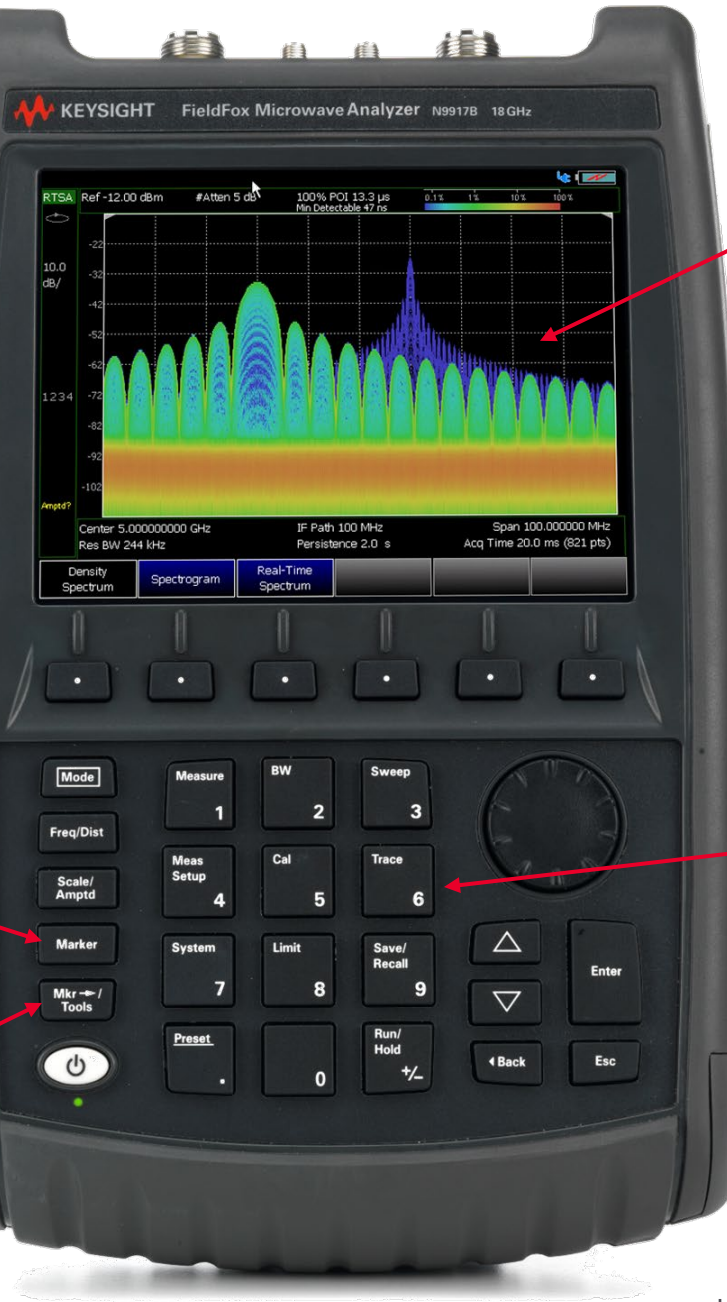 KEYSIGHT FieldFox Microwave Analyzer N9917B 18 GHz
RTSA Ref -12.00 dBm #Atten 5 dB 100% POI 13.3 µs 0.1% 1% 10% 100%
Min Detectable 47 ns
-22
10.0 -32
dB/
-42
-52
-62
1234 -72
-82
-92
-102
Amptd?
Center 5.000000000 GHz IF Path 100 MHz Span 100.000000 MHz
Res BW 244 kHz Persistence 2.0 s Acq Time 20.0 ms (821 pts)
Density Spectrum
Spectrogram
Real-Time Spectrum
Mode
Measure 1
BW 2
Sweep 3
Freq/Dist
Scale/
Amptd
Meas
Setup 4
Cal 5
Trace 6
Marker
System 7
Limit 8
Save/
Recall 9
Enter
Mkr→/
Tools
Preset .
0
Run/
Hold +/_
◂Back
Esc